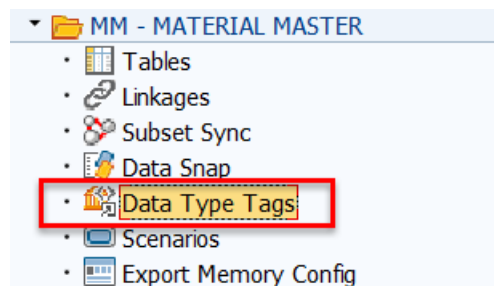 MM - MATERIAL MASTER
Tables
Linkages
Subset Sync
Data Snap
Data Type Tags
Scenarios
Export Memory Config